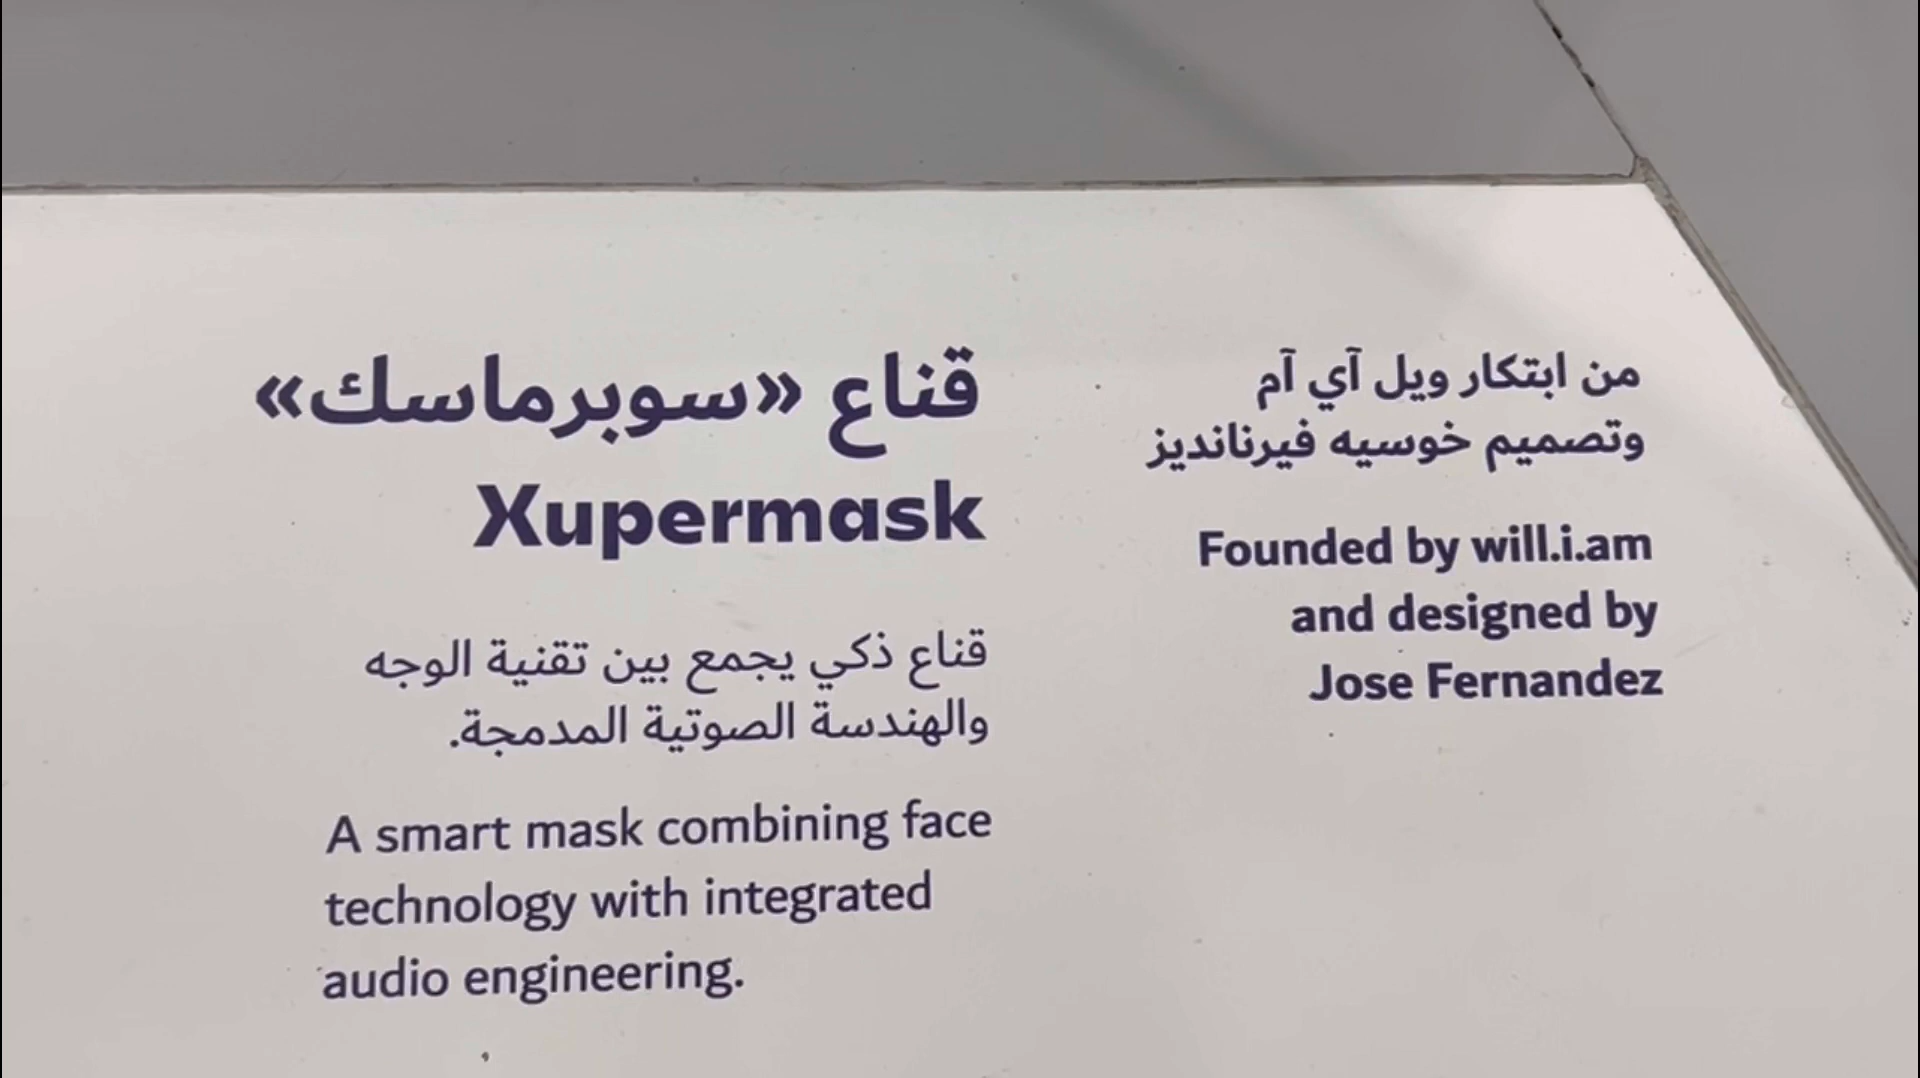 قناع «سوبرماسك»
Xupermask
قناع ذكي يجمع بين تقنية الوجه
والهندسة الصوتية المدمجة.
A smart mask combining face
technology with integrated
audio engineering.
من ابتكار ويل آي آم
وتصميم خوسيه فيرنانديز
Founded by will.i.am
and designed by
Jose Fernandez